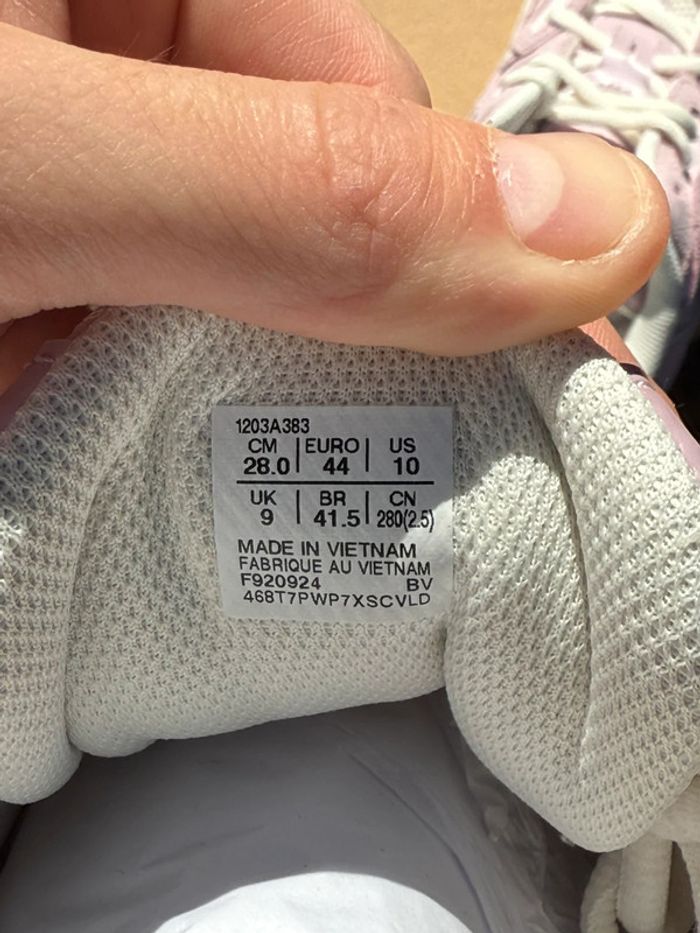 1203A383
CM | EURO | US
28.0 | 44 | 10
UK | BR | CN
9 | 41.5 | 280(2.5)
MADE IN VIETNAM
FABRIQUE AU VIETNAM
F920924 BV
468T7PWP7XSCVLD